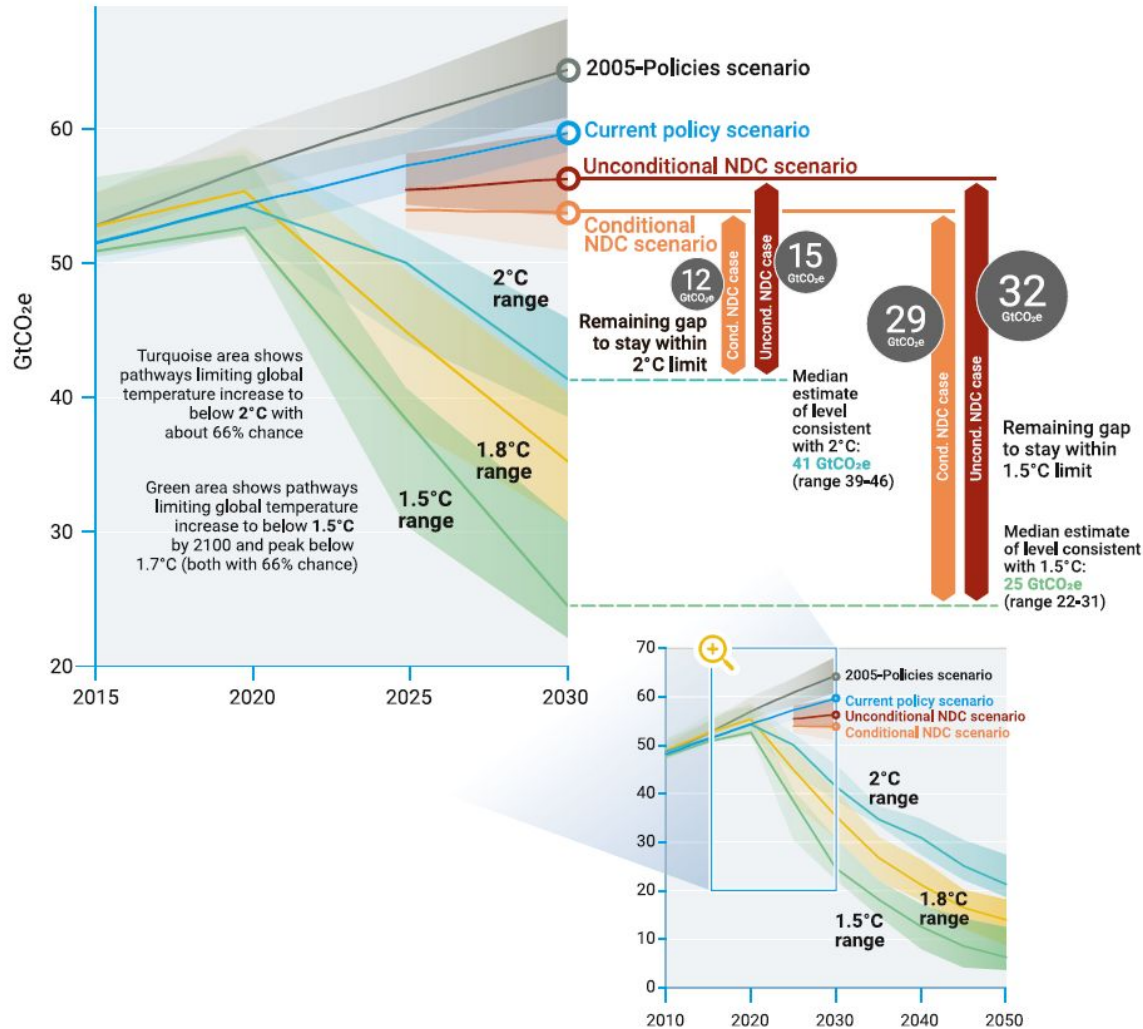 GtCO₂e
60
50
40
30
20
2015
2020
2025
2030
2005-Policies scenario
Current policy scenario
Unconditional NDC scenario
Conditional
NDC scenario
2°C
range
1.8°C
range
1.5°C
range
Turquoise area shows
pathways limiting global
temperature increase to
below 2°C with
about 66% chance
Green area shows pathways
limiting global temperature
increase to below 1.5°C
by 2100 and peak below
1.7°C (both with 66% chance)
12
GtCO₂e
Cond. NDC case
15
GtCO₂e
Uncond. NDC case
Remaining gap
to stay within
2°C limit
Median
estimate
of level
consistent
with 2°C:
41 GtCO₂e
(range 39-46)
29
GtCO₂e
Cond. NDC case
32
GtCO₂e
Uncond. NDC case
Remaining gap
to stay within
1.5°C limit
Median estimate
of level consistent
with 1.5°C:
25 GtCO₂e
(range 22-31)
70
60
50
40
30
20
10
0
2010
2020
2030
2040
2050
2005-Policies scenario
Current policy scenario
Unconditional NDC scenario
Conditional NDC scenario
2°C
range
1.8°C
range
1.5°C
range